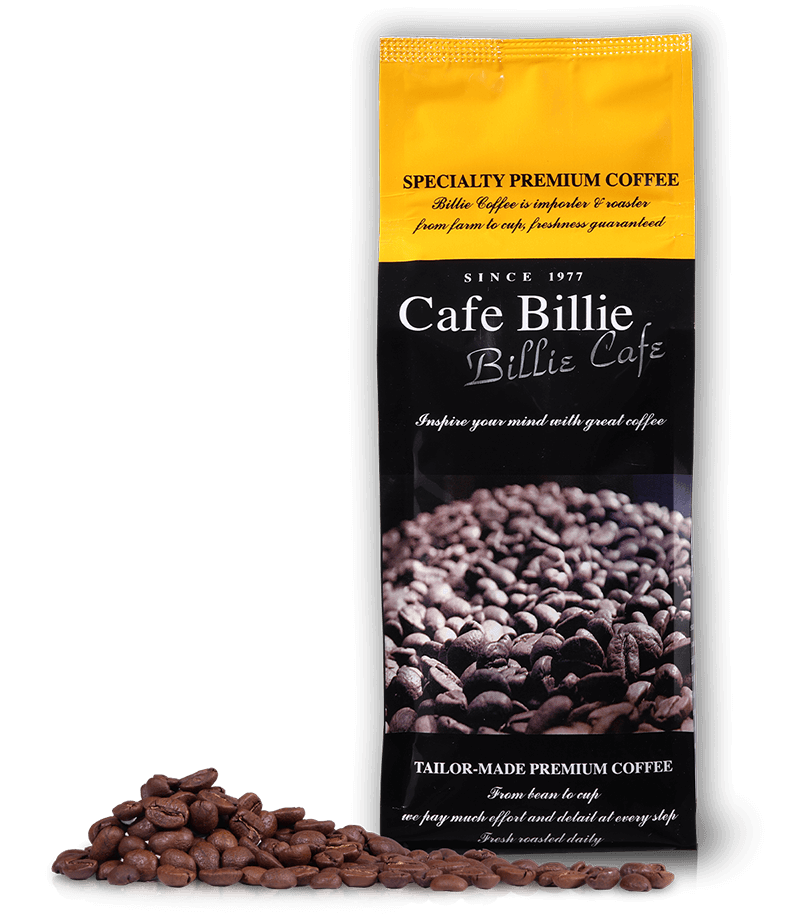 SPECIALTY PREMIUM COFFEE
Billie Coffee is importer & roaster
from farm to cup, freshness guaranteed
SINCE 1977
Cafe Billie
Billie Cafe
Inspire your mind with great coffee
TAILOR-MADE PREMIUM COFFEE
From bean to cup
we pay much effort and detail at every step
Fresh roasted daily